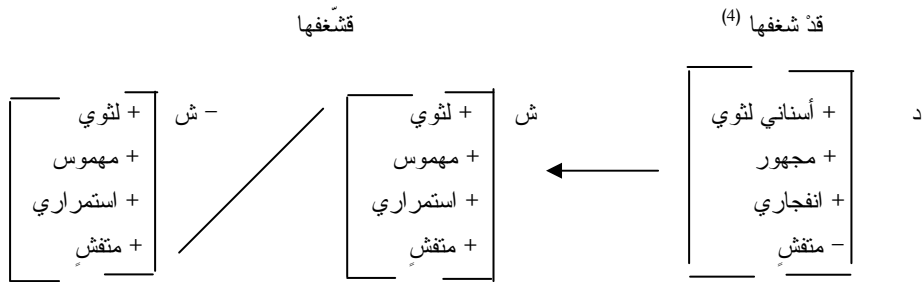 قدْ شغفها (4) قشّغفها
د + أسناني لثوي ش + لثوي – ش + لثوي
+ مجهور + مهموس + مهموس
+ انفجاري + استمراري + استمراري
– متفشٍ + متفشٍ + متفشٍ